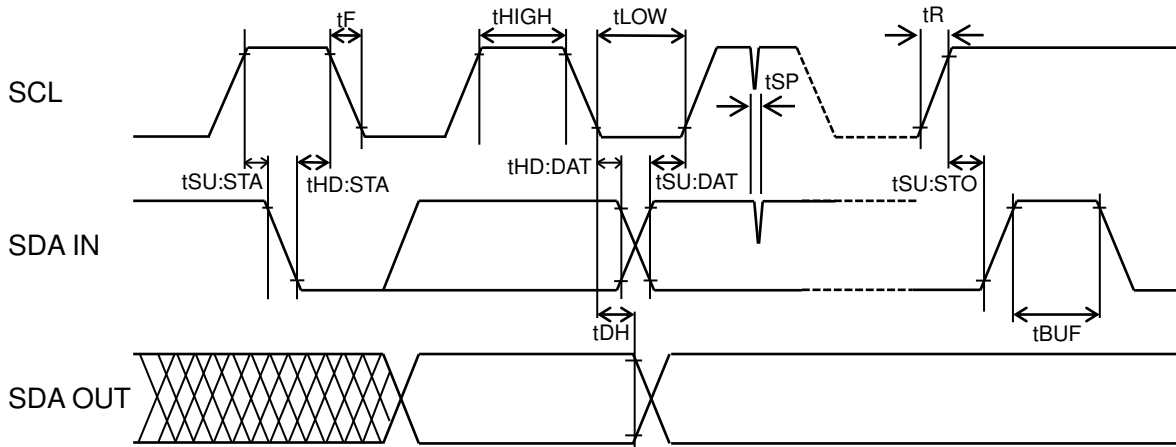 tF
tHIGH
tLOW
tR
SCL
tSP
tSU:STA
tHD:STA
tHD:DAT
tSU:DAT
tSU:STO
SDA IN
tDH
tBUF
SDA OUT